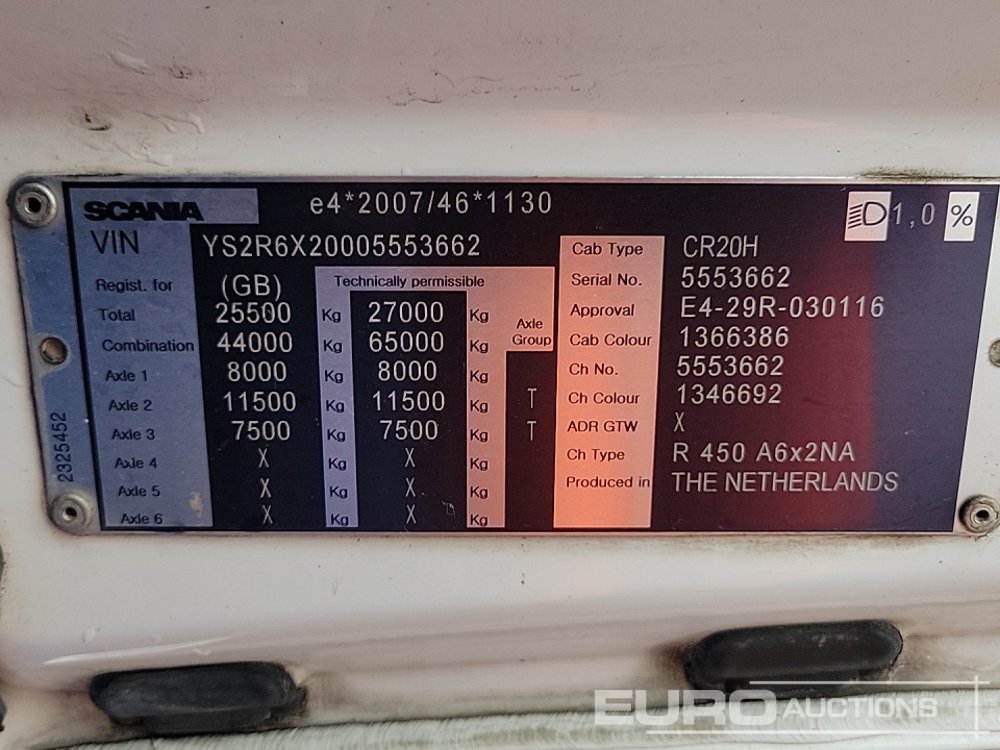 SCANIA e4*2007/46*1130 1,0 %
VIN YS2R6X20005553662
Regist. for (GB) Technically permissible
Total 25500 Kg 27000 Kg Axle Group
Combination 44000 Kg 65000 Kg
Axle 1 8000 Kg 8000 Kg
Axle 2 11500 Kg 11500 Kg T
Axle 3 7500 Kg 7500 Kg T
Axle 4 X Kg X Kg
Axle 5 X Kg X Kg
Axle 6 X Kg X Kg
Cab Type CR20H
Serial No. 5553662
Approval E4-29R-030116
Cab Colour 1366386
Ch No. 5553662
Ch Colour 1346692
ADR GTW X
Ch Type R 450 A6x2NA
Produced in THE NETHERLANDS
2325452
EURO AUCTIONS